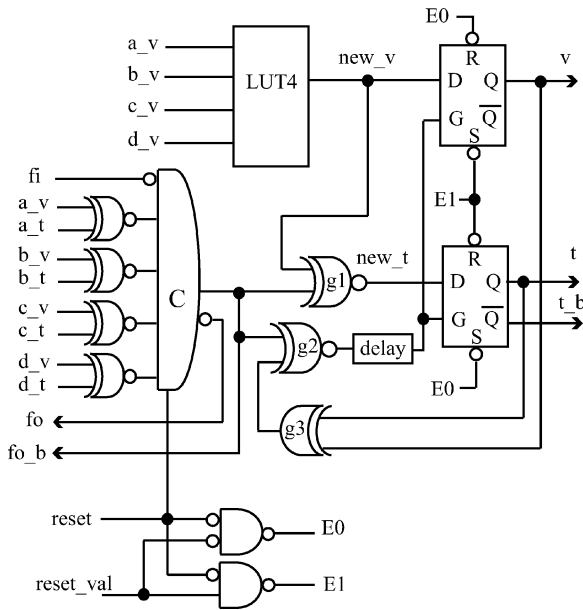 E0
a_v
b_v
c_v
d_v
LUT4
new_v
R
D
Q
v
G
Q
S
E1
fi
a_v
a_t
b_v
b_t
c_v
c_t
d_v
d_t
C
g1
new_t
R
D
Q
t
G
Q
t_b
S
E0
g2
delay
g3
fo
fo_b
reset
E0
reset_val
E1